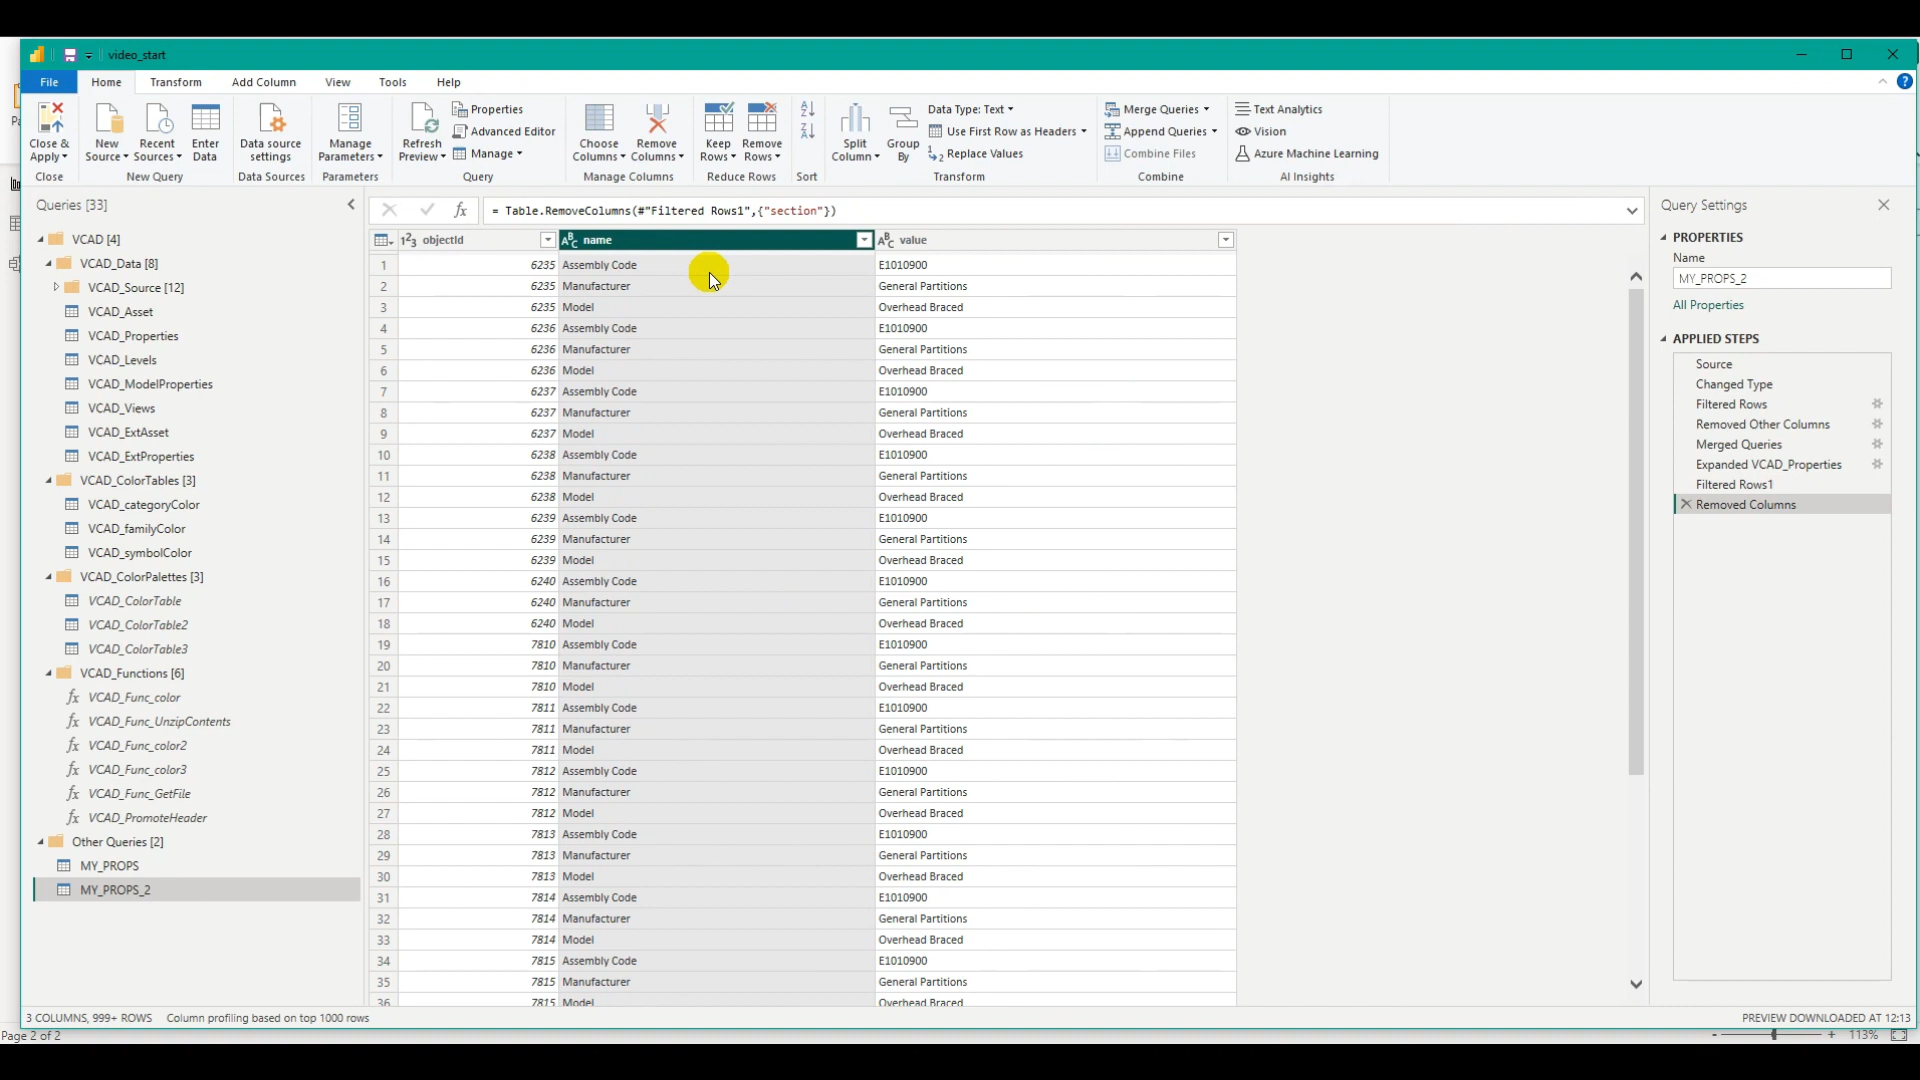 video_start
File Home Transform Add Column View Tools Help
Close & Apply
New Source
Recent Sources
Enter Data
Data source settings
Manage Parameters
Refresh Preview
Properties
Advanced Editor
Manage
Choose Columns
Remove Columns
Keep Rows
Remove Rows
Split Column
Group By
Data Type: Text
Use First Row as Headers
Replace Values
Merge Queries
Append Queries
Combine Files
Text Analytics
Vision
Azure Machine Learning
Close New Query Data Sources Parameters Query Manage Columns Reduce Rows Sort Transform Combine AI Insights
Queries [33]
VCAD [4]
VCAD_Data [8]
VCAD_Source [12]
VCAD_Asset
VCAD_Properties
VCAD_Levels
VCAD_ModelProperties
VCAD_Views
VCAD_ExtAsset
VCAD_ExtProperties
VCAD_ColorTables [3]
VCAD_categoryColor
VCAD_familyColor
VCAD_symbolColor
VCAD_ColorPalettes [3]
VCAD_ColorTable
VCAD_ColorTable2
VCAD_ColorTable3
VCAD_Functions [6]
fx VCAD_Func_color
fx VCAD_Func_UnzipContents
fx VCAD_Func_color2
fx VCAD_Func_color3
fx VCAD_Func_GetFile
fx VCAD_PromoteHeader
Other Queries [2]
MY_PROPS
MY_PROPS_2
fx = Table.RemoveColumns(#"Filtered Rows1",{"section"})
1²3 objectId ABC name ABC value
1 6235 Assembly Code E1010900
2 6235 Manufacturer General Partitions
3 6235 Model Overhead Braced
4 6236 Assembly Code E1010900
5 6236 Manufacturer General Partitions
6 6236 Model Overhead Braced
7 6237 Assembly Code E1010900
8 6237 Manufacturer General Partitions
9 6237 Model Overhead Braced
10 6238 Assembly Code E1010900
11 6238 Manufacturer General Partitions
12 6238 Model Overhead Braced
13 6239 Assembly Code E1010900
14 6239 Manufacturer General Partitions
15 6239 Model Overhead Braced
16 6240 Assembly Code E1010900
17 6240 Manufacturer General Partitions
18 6240 Model Overhead Braced
19 7810 Assembly Code E1010900
20 7810 Manufacturer General Partitions
21 7810 Model Overhead Braced
22 7811 Assembly Code E1010900
23 7811 Manufacturer General Partitions
24 7811 Model Overhead Braced
25 7812 Assembly Code E1010900
26 7812 Manufacturer General Partitions
27 7812 Model Overhead Braced
28 7813 Assembly Code E1010900
29 7813 Manufacturer General Partitions
30 7813 Model Overhead Braced
31 7814 Assembly Code E1010900
32 7814 Manufacturer General Partitions
33 7814 Model Overhead Braced
34 7815 Assembly Code E1010900
35 7815 Manufacturer General Partitions
36 7815 Model Overhead Braced
Query Settings
PROPERTIES
Name
MY_PROPS_2
All Properties
APPLIED STEPS
Source
Changed Type
Filtered Rows
Removed Other Columns
Merged Queries
Expanded VCAD_Properties
Filtered Rows1
Removed Columns
3 COLUMNS, 999+ ROWS Column profiling based on top 1000 rows
PREVIEW DOWNLOADED AT 12:13
Page 2 of 2
- + 113%